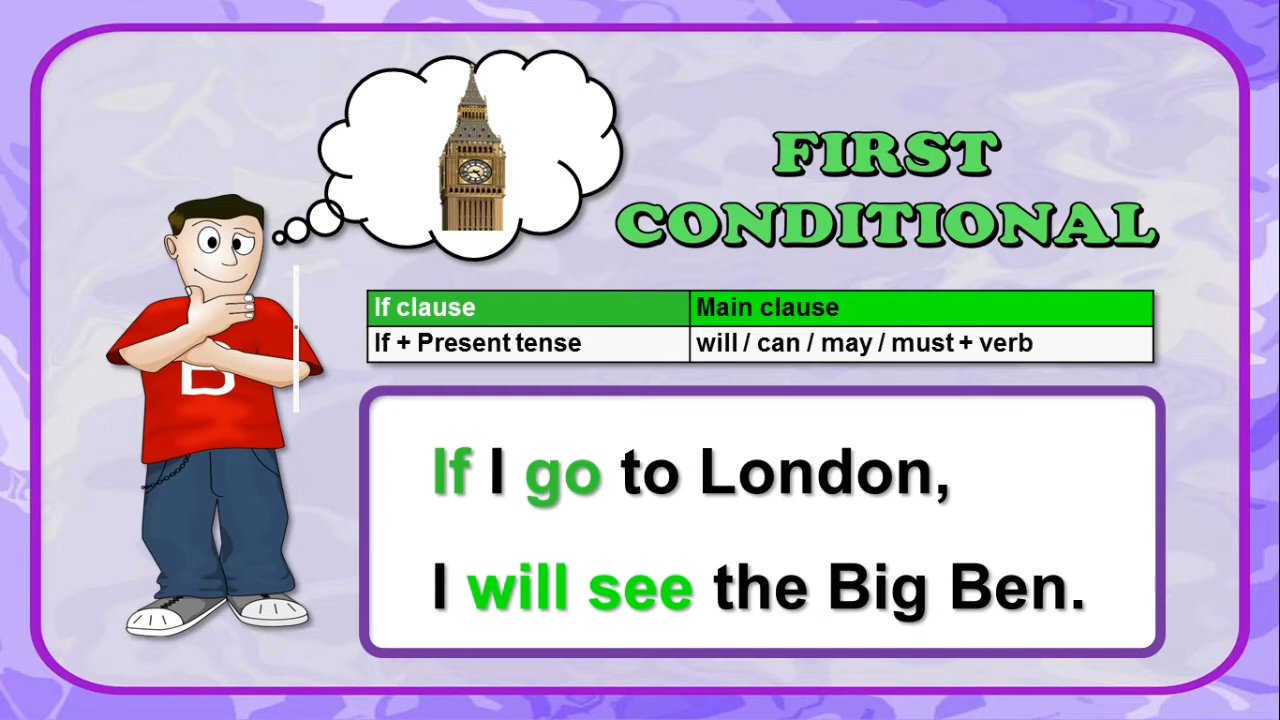 FIRST
CONDITIONAL
If clause Main clause
If + Present tense will / can / may / must + verb
B
If I go to London,
I will see the Big Ben.